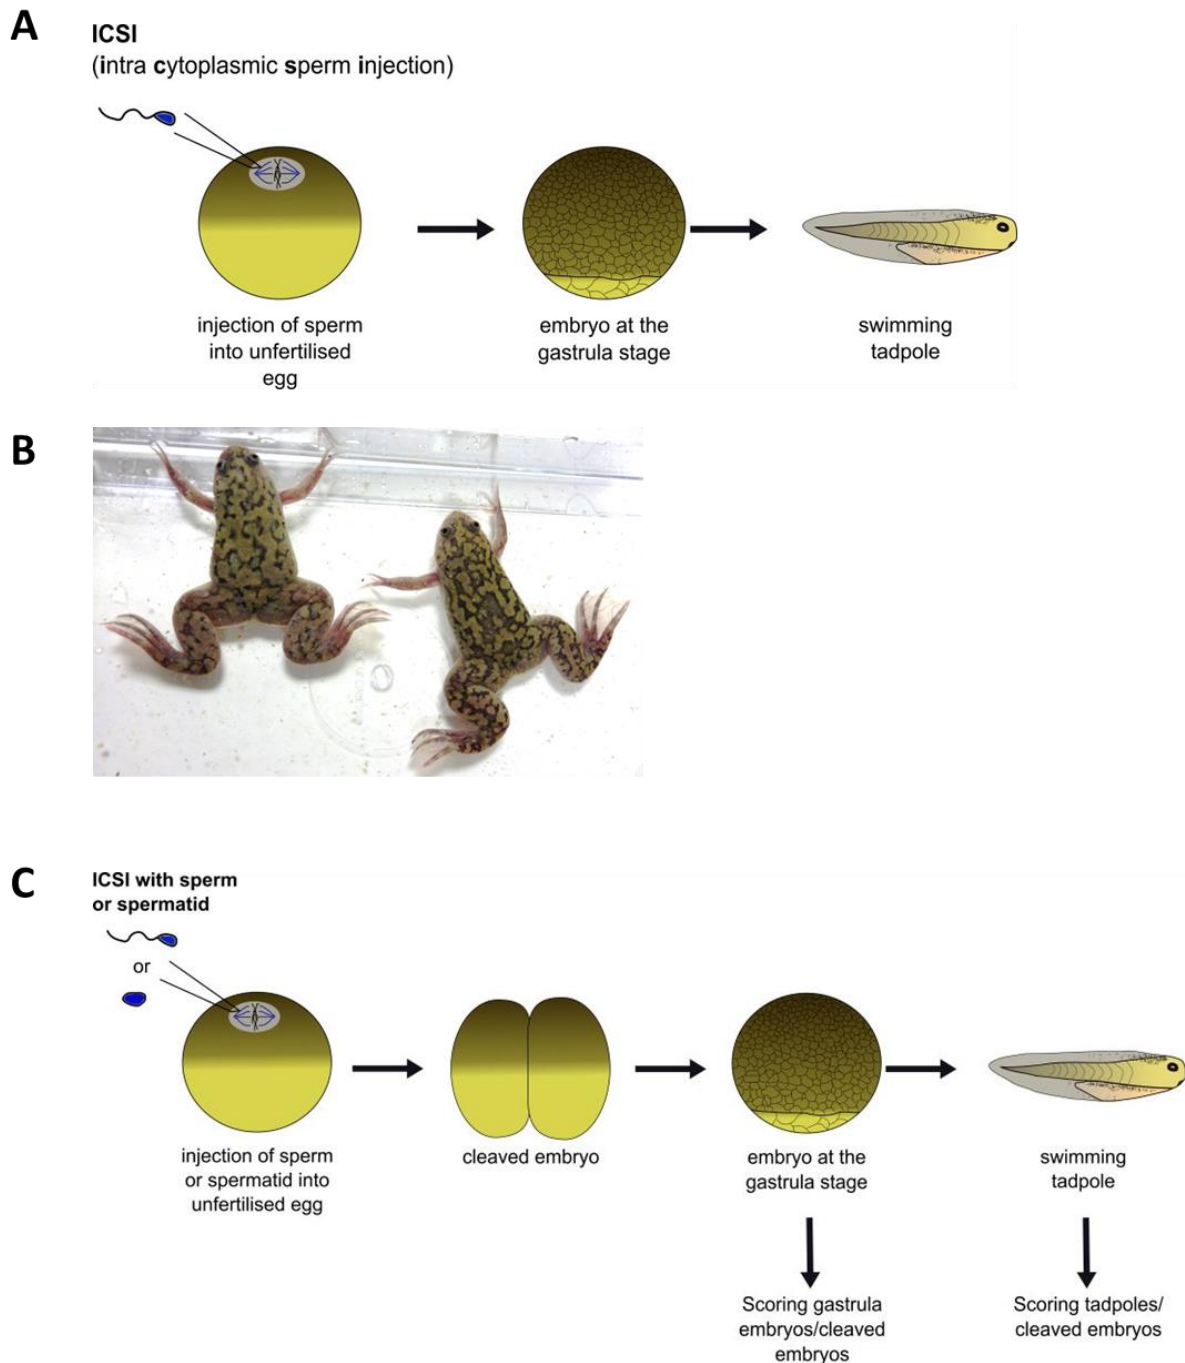 A
ICSI
(intra cytoplasmic sperm injection)
injection of sperm
into unfertilised
egg
embryo at the
gastrula stage
swimming
tadpole
B
C
ICSI with sperm
or spermatid
or
injection of sperm
or spermatid into
unfertilised egg
cleaved embryo
embryo at the
gastrula stage
swimming
tadpole
Scoring gastrula
embryos/cleaved
embryos
Scoring tadpoles/
cleaved embryos